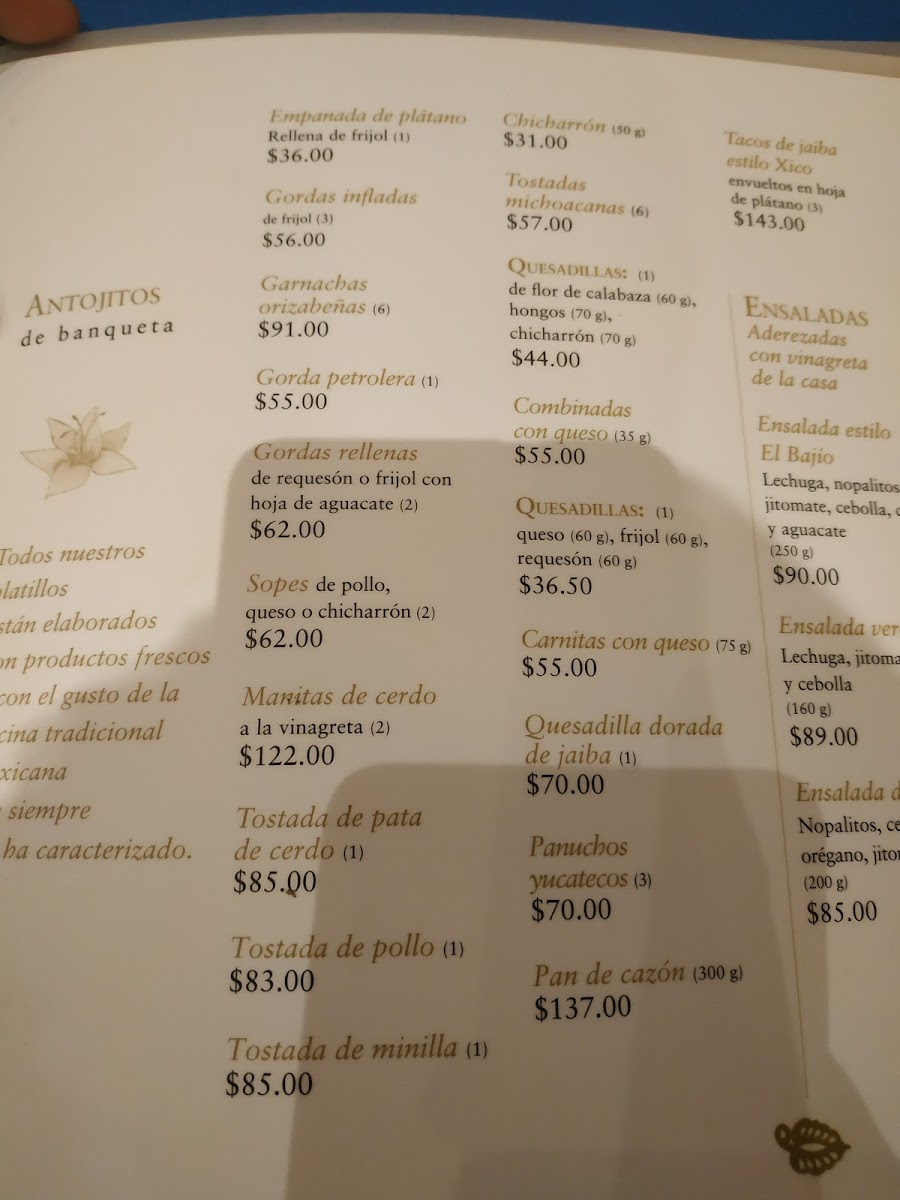 ANTOJITOS
de banqueta
Todos nuestros
platillos
están elaborados
con productos frescos
con el gusto de la
cina tradicional
xicana
siempre
ha caracterizado.
Empanada de plátano
Rellena de frijol (1)
$36.00
Gordas infladas
de frijol (3)
$56.00
Garnachas
orizabeñas (6)
$91.00
Gorda petrolera (1)
$55.00
Gordas rellenas
de requesón o frijol con
hoja de aguacate (2)
$62.00
Sopes de pollo,
queso o chicharrón (2)
$62.00
Manitas de cerdo
a la vinagreta (2)
$122.00
Tostada de pata
de cerdo (1)
$85.00
Tostada de pollo (1)
$83.00
Tostada de minilla (1)
$85.00
Chicharrón (50 g)
$31.00
Tostadas
michoacanas (6)
$57.00
QUESADILLAS: (1)
de flor de calabaza (60 g),
hongos (70 g),
chicharrón (70 g)
$44.00
Combinadas
con queso (35 g)
$55.00
QUESADILLAS: (1)
queso (60 g), frijol (60 g),
requesón (60 g)
$36.50
Carnitas con queso (75 g)
$55.00
Quesadilla dorada
de jaiba (1)
$70.00
Panuchos
yucatecos (3)
$70.00
Pan de cazón (300 g)
$137.00
Tacos de jaiba
estilo Xico
envueltos en hoja
de plátano (3)
$143.00
ENSALADAS
Aderezadas
con vinagreta
de la casa
Ensalada estilo
El Bajío
Lechuga, nopalitos
jitomate, cebolla,
y aguacate
(250 g)
$90.00
Ensalada ver
Lechuga, jitoma
y cebolla
(160 g)
$89.00
Ensalada d
Nopalitos, ce
orégano, jito
(200 g)
$85.00